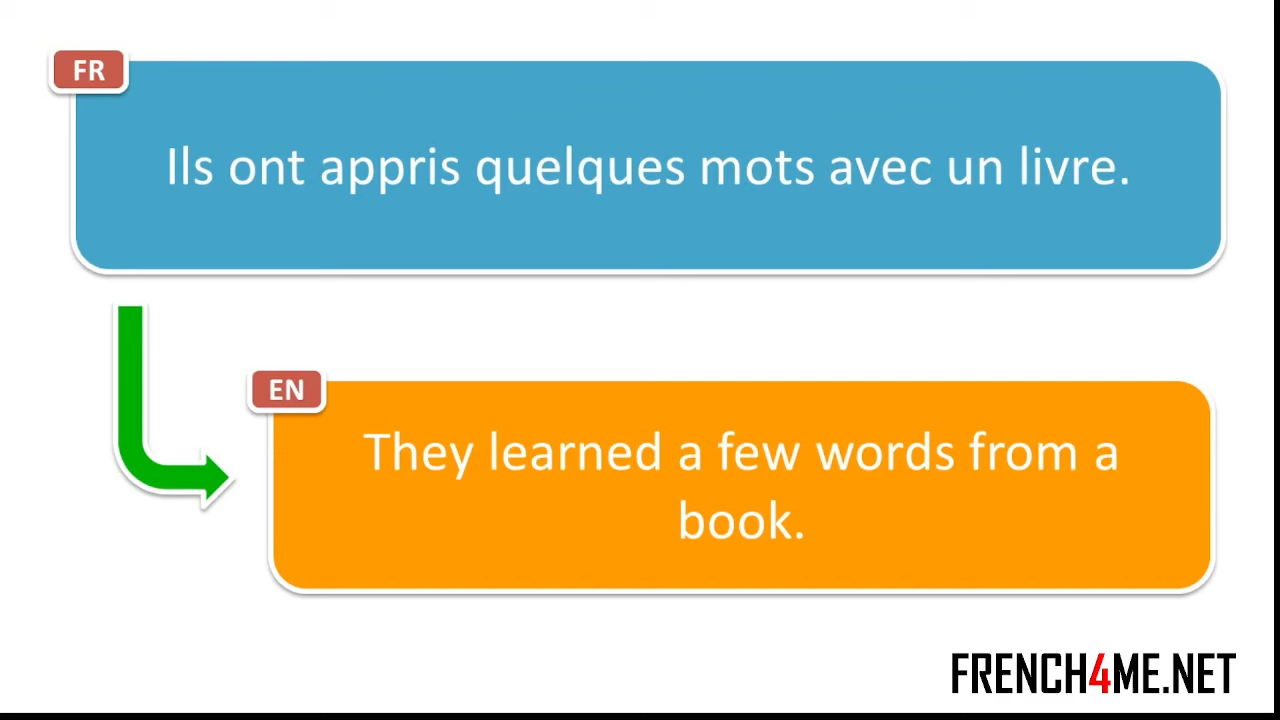 FR
Ils ont appris quelques mots avec un livre.
EN
They learned a few words from a
book.
FRENCH4ME.NET